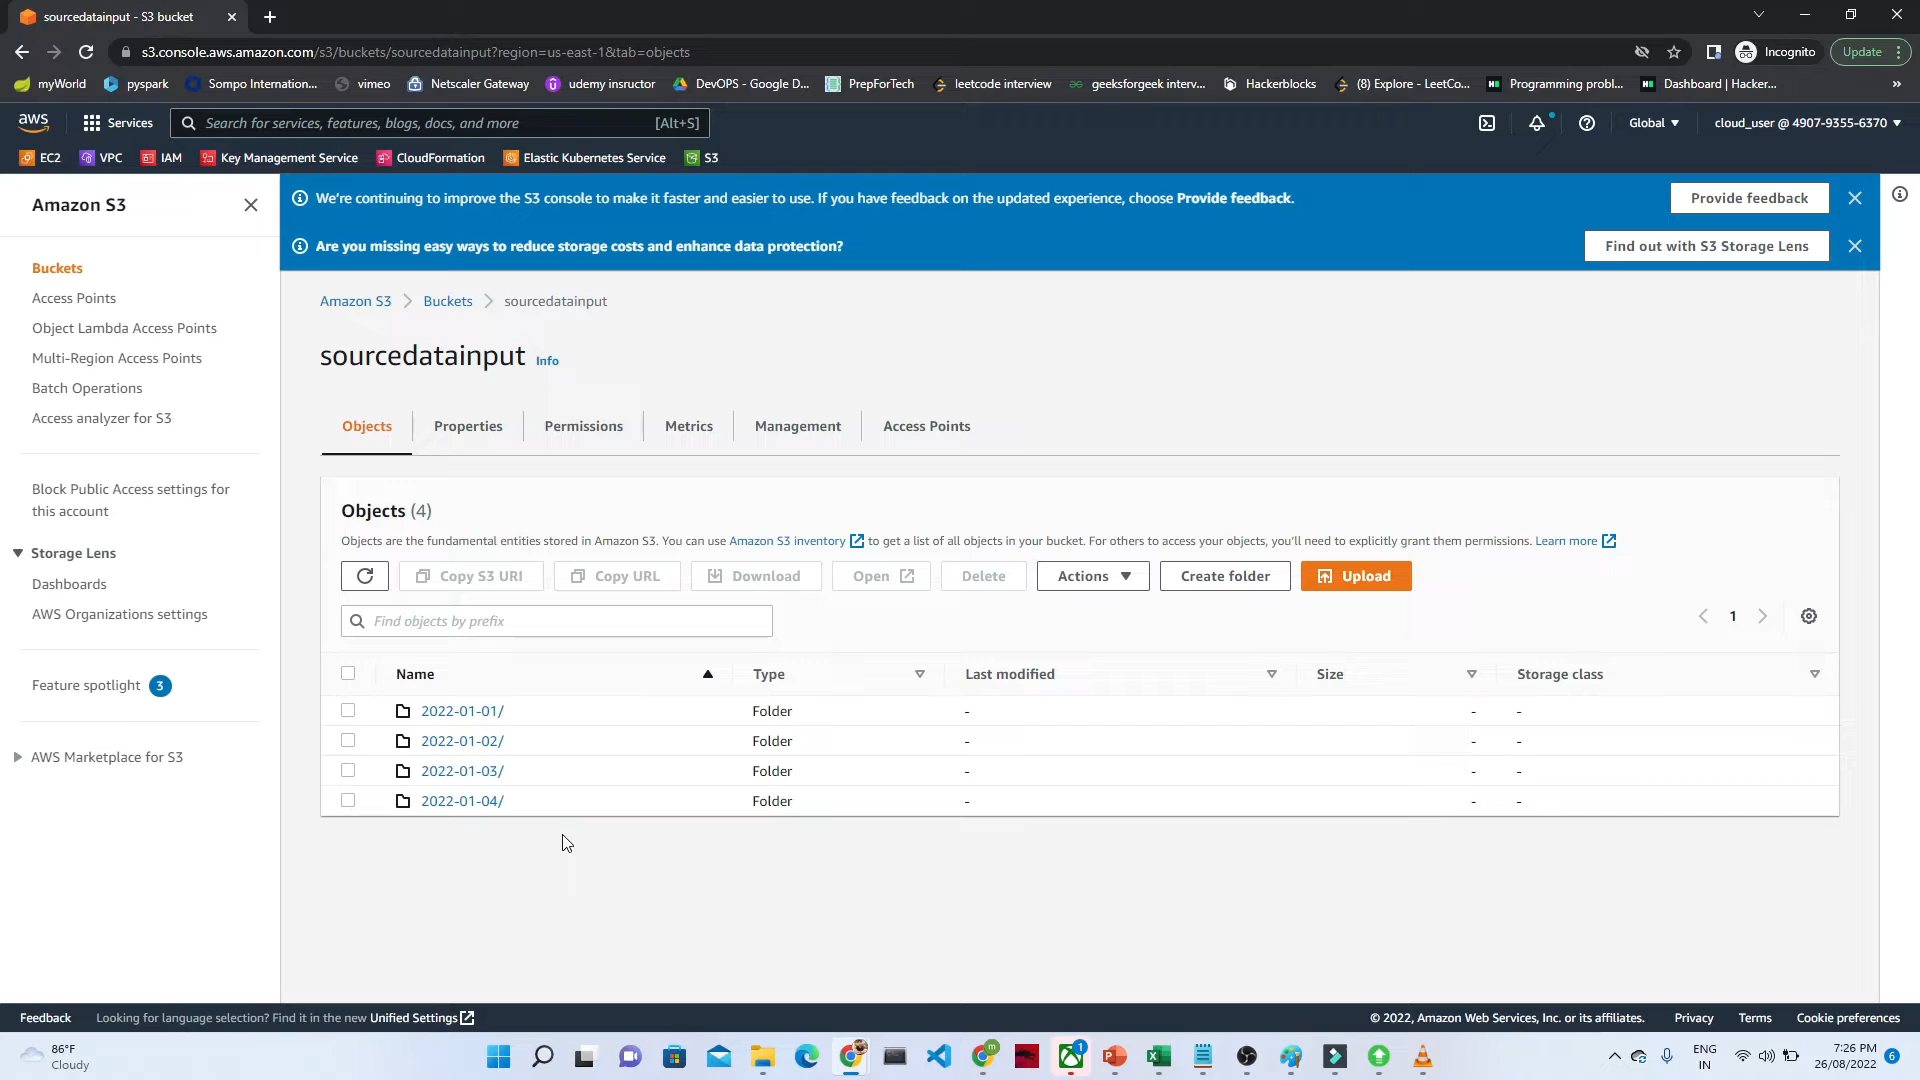 sourcedatainput - S3 bucket
s3.console.aws.amazon.com/s3/buckets/sourcedatainput?region=us-east-1&tab=objects
Incognito
Update
myWorld
pyspark
Sompo Internation...
vimeo
Netscaler Gateway
udemy insructor
DevOPS - Google D...
PrepForTech
leetcode interview
geeksforgeek interv...
Hackerblocks
(8) Explore - LeetCo...
Programming probl...
Dashboard | Hacker...
aws
Services
Search for services, features, blogs, docs, and more
[Alt+S]
Global
cloud_user @ 4907-9355-6370
EC2
VPC
IAM
Key Management Service
CloudFormation
Elastic Kubernetes Service
S3
Amazon S3
Buckets
Access Points
Object Lambda Access Points
Multi-Region Access Points
Batch Operations
Access analyzer for S3
Block Public Access settings for
this account
Storage Lens
Dashboards
AWS Organizations settings
Feature spotlight 3
AWS Marketplace for S3
We're continuing to improve the S3 console to make it faster and easier to use. If you have feedback on the updated experience, choose Provide feedback.
Provide feedback
Are you missing easy ways to reduce storage costs and enhance data protection?
Find out with S3 Storage Lens
Amazon S3 > Buckets > sourcedatainput
sourcedatainput Info
Objects
Properties
Permissions
Metrics
Management
Access Points
Objects (4)
Objects are the fundamental entities stored in Amazon S3. You can use Amazon S3 inventory to get a list of all objects in your bucket. For others to access your objects, you'll need to explicitly grant them permissions. Learn more
Copy S3 URI
Copy URL
Download
Open
Delete
Actions
Create folder
Upload
Find objects by prefix
1
Name Type Last modified Size Storage class
2022-01-01/ Folder - - -
2022-01-02/ Folder - - -
2022-01-03/ Folder - - -
2022-01-04/ Folder - - -
Feedback
Looking for language selection? Find it in the new Unified Settings
© 2022, Amazon Web Services, Inc. or its affiliates.
Privacy
Terms
Cookie preferences
86°F
Cloudy
m
1
ENG
IN
7:26 PM
26/08/2022
6